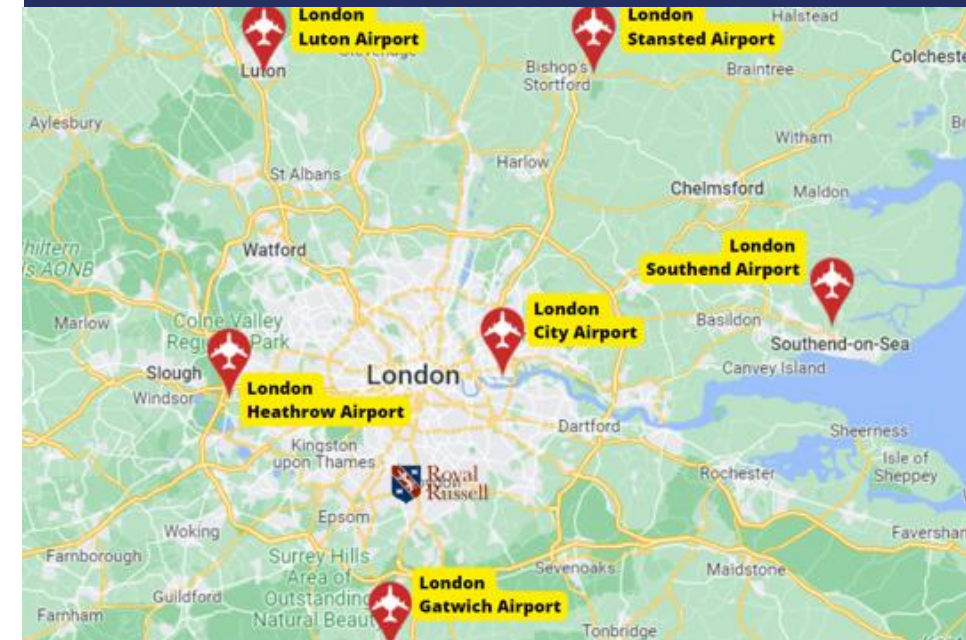 London
Luton Airport
London
Stansted Airport
Halstead
Luton
Bishop's
Stortford
Braintree
Colcheste
Aylesbury
Witham
Harlow
St Albans
Chelmsford
Maldon
Watford
hiltern
s AONB
London
Southend Airport
London
City Airport
Marlow
Colne Valley
Regional Park
Basildon
Southend-on-Sea
Slough
Windsor
London
Canvey Island
London
Heathrow Airport
Dartford
Sheerness
Kingston
upon Thames
Royal
Russell
Rochester
Isle of
Sheppey
Epsom
Woking
Faversham
Farnborough
Surrey Hills
Area of
Outstanding
Natural Beaut
Sevenoaks
Maidstone
Guildford
London
Gatwich Airport
Farnham
Tonbridge